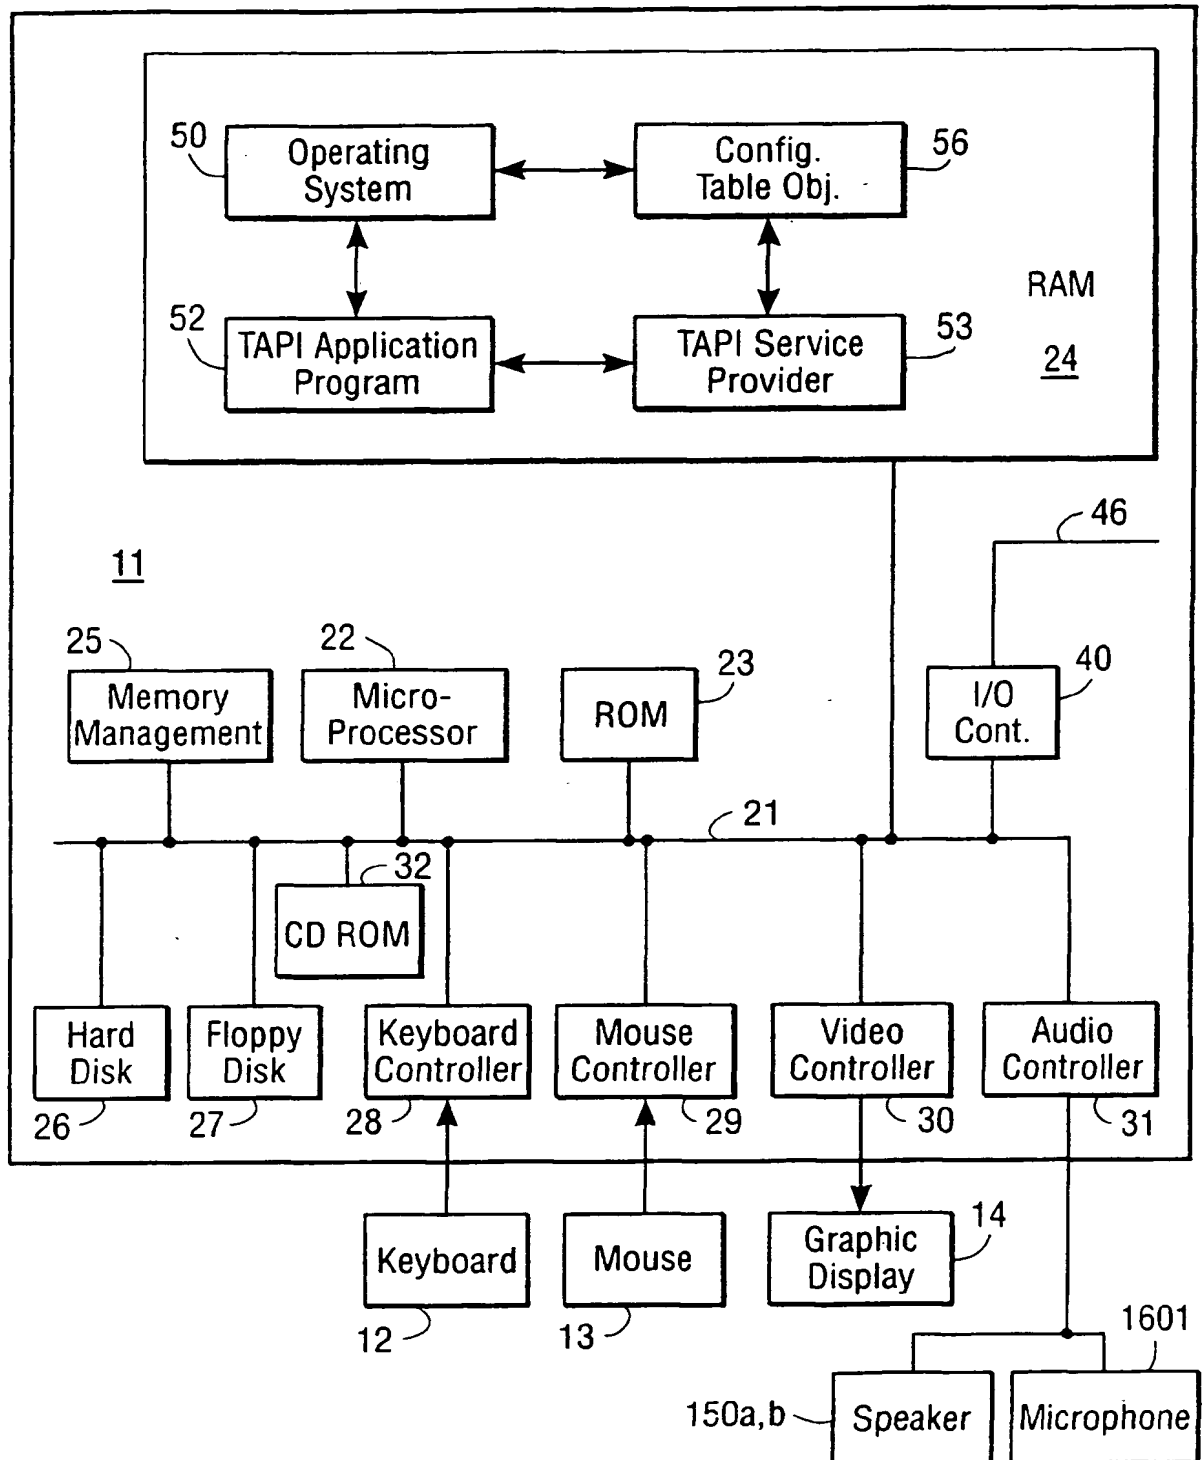 50
Operating
System
Config.
Table Obj.
56
RAM
24
52
TAPI Application
Program
TAPI Service
Provider
53
46
11
25
Memory
Management
22
Micro-
Processor
23
ROM
40
I/O
Cont.
21
32
CD ROM
Hard
Disk
26
Floppy
Disk
27
Keyboard
Controller
28
Mouse
Controller
29
Video
Controller
30
Audio
Controller
31
Keyboard
12
Mouse
13
Graphic
Display
14
1601
150a,b
Speaker
Microphone